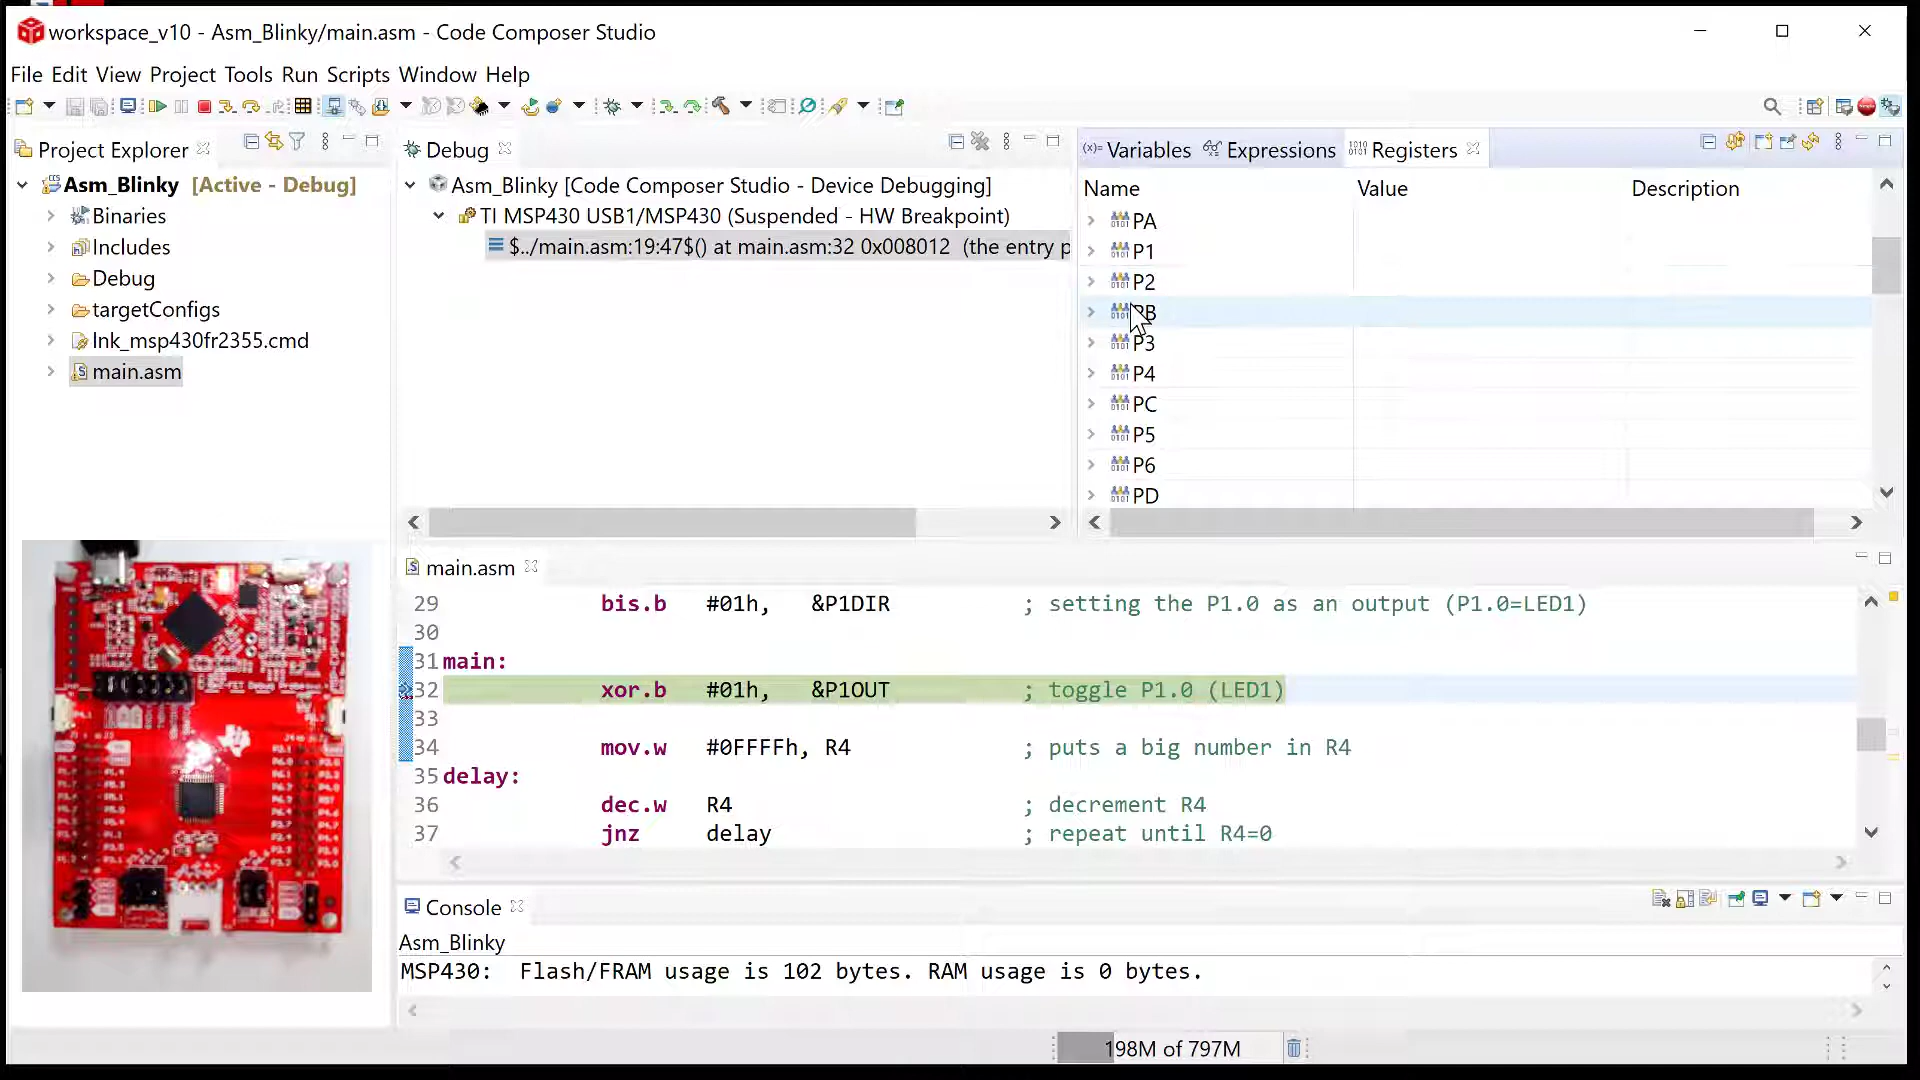 workspace_v10 - Asm_Blinky/main.asm - Code Composer Studio
File Edit View Project Tools Run Scripts Window Help
Project Explorer
Asm_Blinky [Active - Debug]
Binaries
Includes
Debug
targetConfigs
lnk_msp430fr2355.cmd
main.asm
Debug
Asm_Blinky [Code Composer Studio - Device Debugging]
TI MSP430 USB1/MSP430 (Suspended - HW Breakpoint)
$../main.asm:19:47$() at main.asm:32 0x008012 (the entry p
Variables Expressions Registers
Name Value Description
PA
P1
P2
PB
P3
P4
PC
P5
P6
PD
main.asm
29 bis.b #01h, &P1DIR ; setting the P1.0 as an output (P1.0=LED1)
30
31 main:
32 xor.b #01h, &P1OUT ; toggle P1.0 (LED1)
33
34 mov.w #0FFFFh, R4 ; puts a big number in R4
35 delay:
36 dec.w R4 ; decrement R4
37 jnz delay ; repeat until R4=0
Console
Asm_Blinky
MSP430: Flash/FRAM usage is 102 bytes. RAM usage is 0 bytes.
198M of 797M